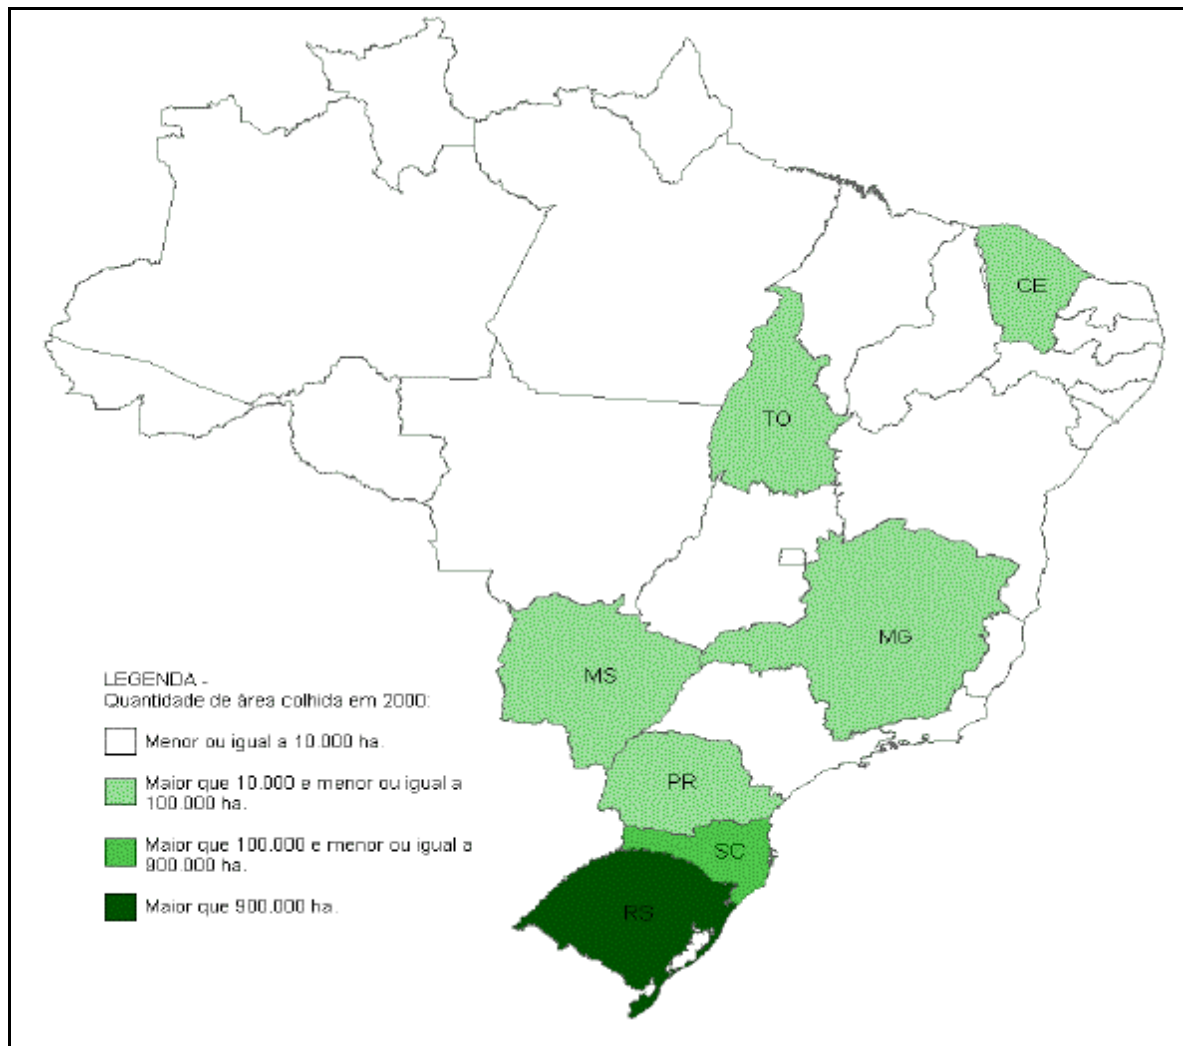 CE
TO
MG
MS
LEGENDA -
Quantidade de área colhida em 2000:
Menor ou igual a 10.000 ha.
Maior que 10.000 e menor ou igual a
100.000 ha.
PR
Maior que 100.000 e menor ou igual a
900.000 ha.
SC
Maior que 900.000 ha.
RS